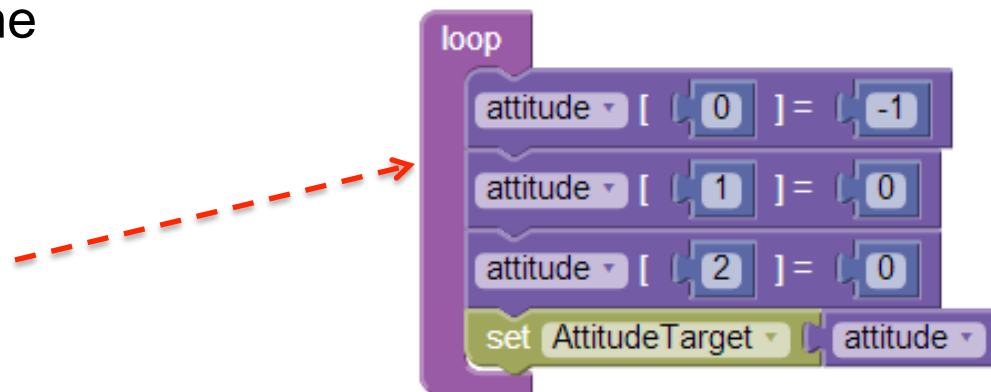 ne
loop
attitude [ 0 ] = -1
attitude [ 1 ] = 0
attitude [ 2 ] = 0
set AttitudeTarget attitude